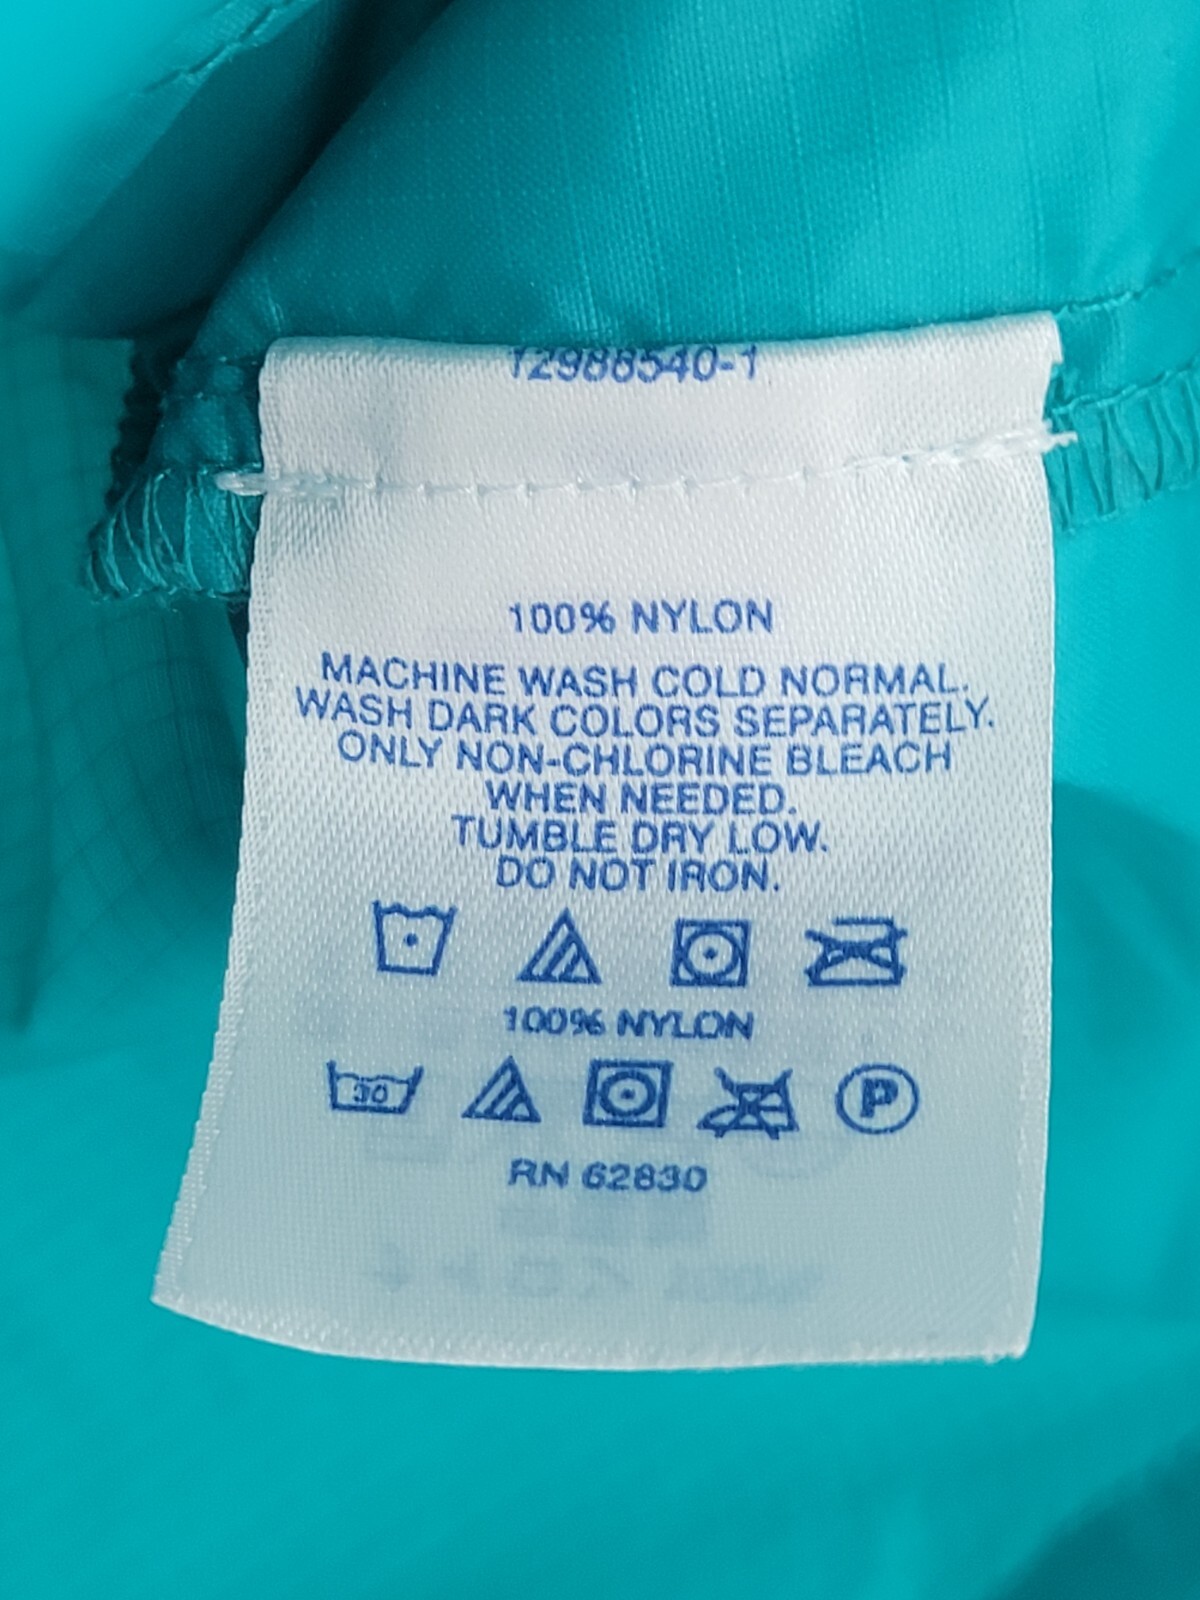 12988540-1
100% NYLON
MACHINE WASH COLD NORMAL.
WASH DARK COLORS SEPARATELY.
ONLY NON-CHLORINE BLEACH
WHEN NEEDED.
TUMBLE DRY LOW.
DO NOT IRON.
100% NYLON
30 P
RN 62830